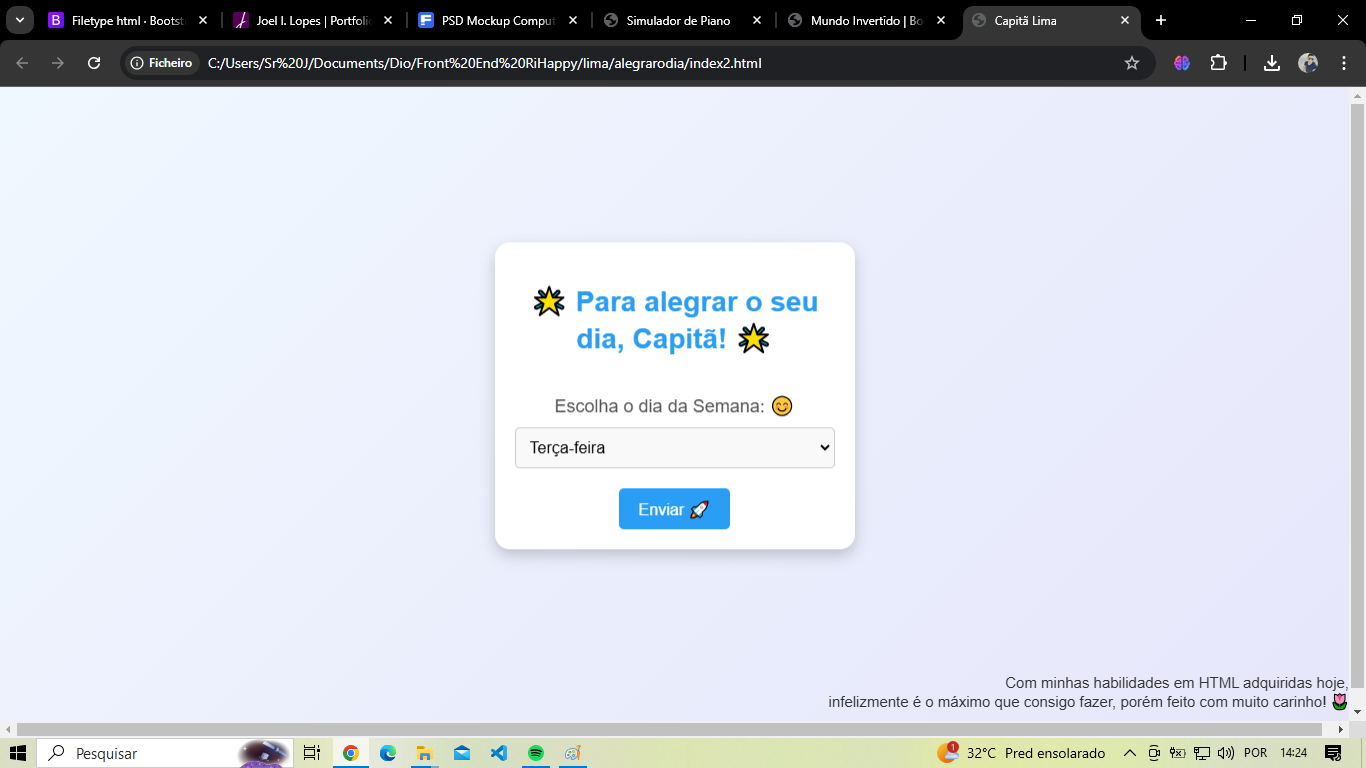 Filetype html · Bootst
Joel I. Lopes | Portfoli
PSD Mockup Comput
Simulador de Piano
Mundo Invertido | Bo
Capitã Lima
Ficheiro
C:/Users/Sr%20J/Documents/Dio/Front%20End%20RiHappy/lima/alegrarodia/index2.html
🌟 Para alegrar o seu
dia, Capitã! 🌟
Escolha o dia da Semana: 😊
Terça-feira
Enviar 🚀
Com minhas habilidades em HTML adquiridas hoje,
infelizmente é o máximo que consigo fazer, porém feito com muito carinho! 🌷
Pesquisar
1
32°C Pred ensolarado
POR
14:24